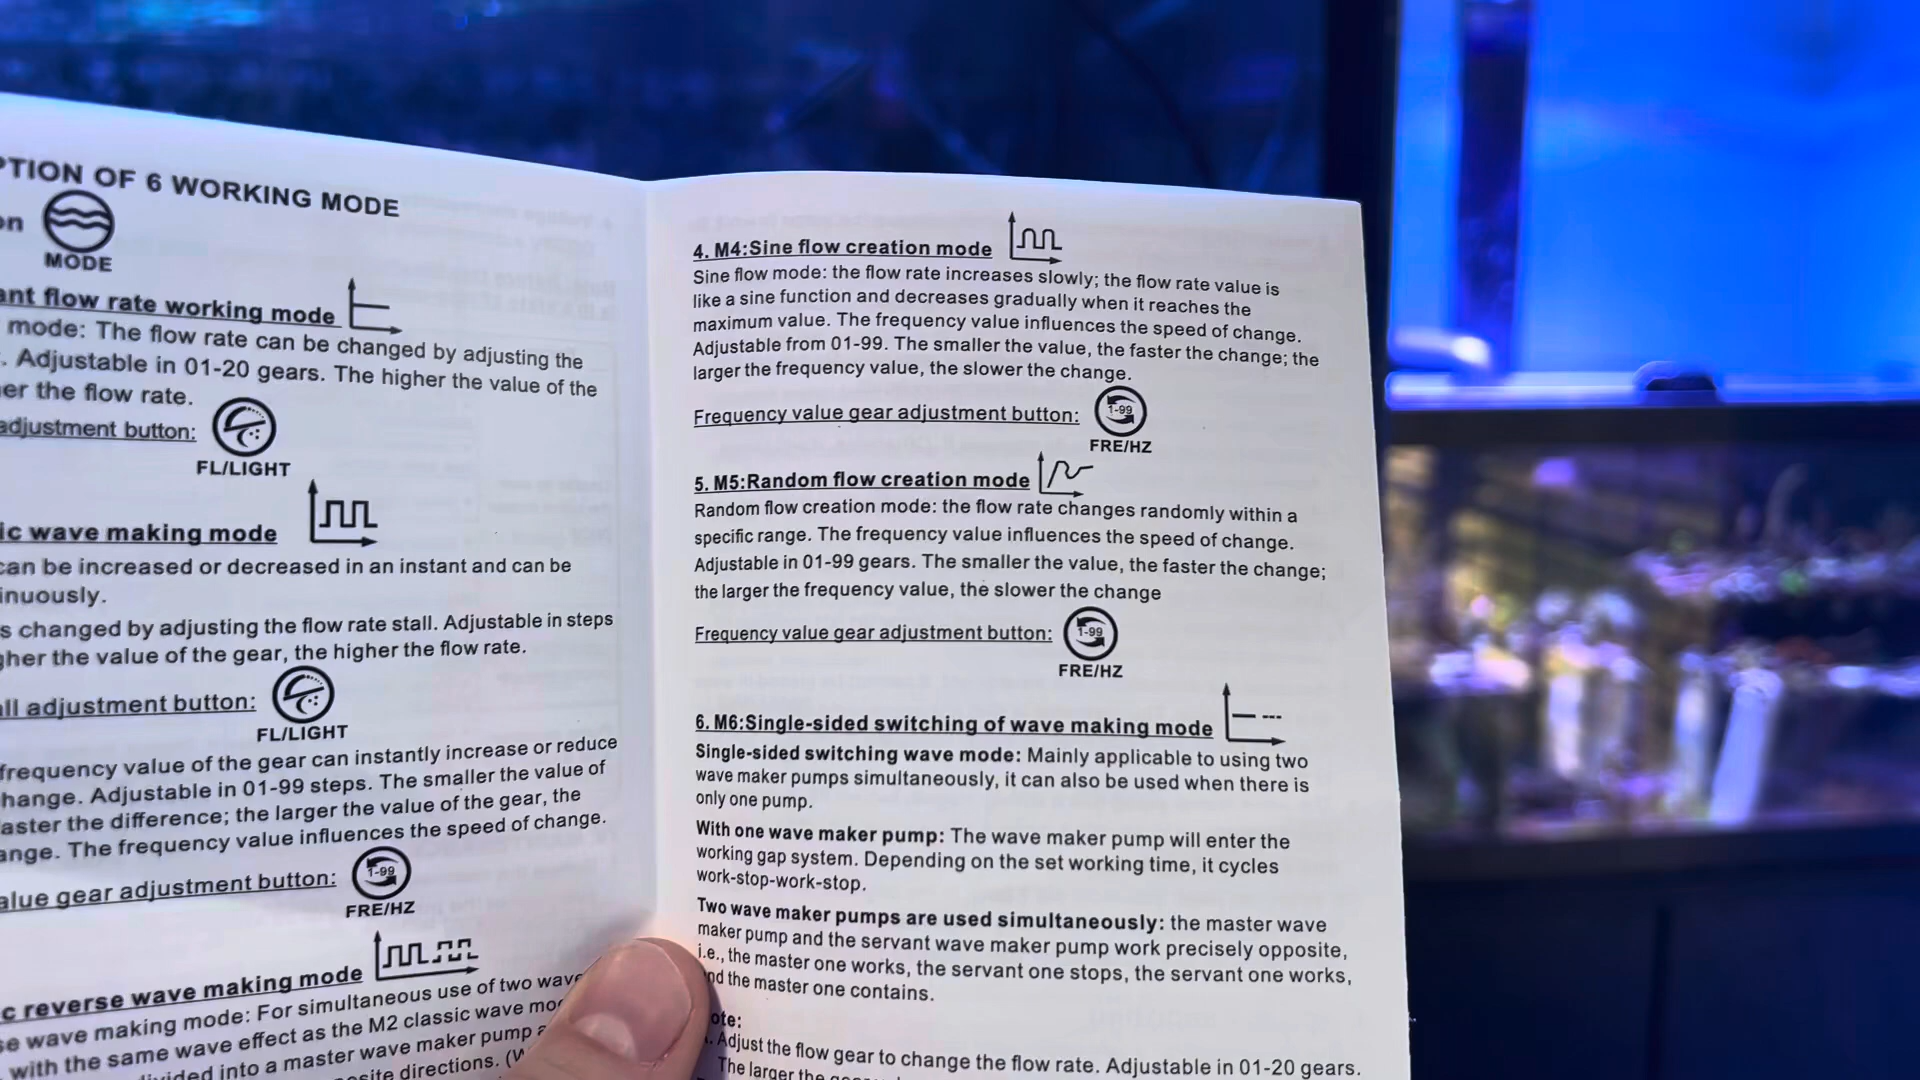 OF 6 WORKING MODE
MODE
flow rate working mode
mode: The flow rate can be changed by adjusting the
. Adjustable in 01-20 gears. The higher the value of the
the flow rate.
adjustment button:
FL/LIGHT
wave making mode
can be increased or decreased in an instant and can be
changed by adjusting the flow rate stall. Adjustable in steps
the value of the gear, the higher the flow rate.
adjustment button:
FL/LIGHT
frequency value of the gear can instantly increase or reduce
Adjustable in 01-99 steps. The smaller the value of
the difference; the larger the value of the gear, the
The frequency value influences the speed of change.
gear adjustment button:
1-99
FRE/HZ
reverse wave making mode
wave making mode: For simultaneous use of two
with the same wave effect as the M2 classic wave
into a master wave maker pump
directions.
4. M4:Sine flow creation mode
Sine flow mode: the flow rate increases slowly; the flow rate value is
like a sine function and decreases gradually when it reaches the
maximum value. The frequency value influences the speed of change.
Adjustable from 01-99. The smaller the value, the faster the change; the
larger the frequency value, the slower the change.
Frequency value gear adjustment button:
1-99
FRE/HZ
5. M5:Random flow creation mode
Random flow creation mode: the flow rate changes randomly within a
specific range. The frequency value influences the speed of change.
Adjustable in 01-99 gears. The smaller the value, the faster the change;
the larger the frequency value, the slower the change
Frequency value gear adjustment button:
1-99
FRE/HZ
6. M6:Single-sided switching of wave making mode
Single-sided switching wave mode: Mainly applicable to using two
wave maker pumps simultaneously, it can also be used when there is
only one pump.
With one wave maker pump: The wave maker pump will enter the
working gap system. Depending on the set working time, it cycles
work-stop-work-stop.
Two wave maker pumps are used simultaneously: the master wave
maker pump and the servant wave maker pump work precisely opposite,
i.e., the master one works, the servant one stops, the servant one works,
the master one contains.
Adjust the flow gear to change the flow rate. Adjustable in 01-20 gears.
The larger the